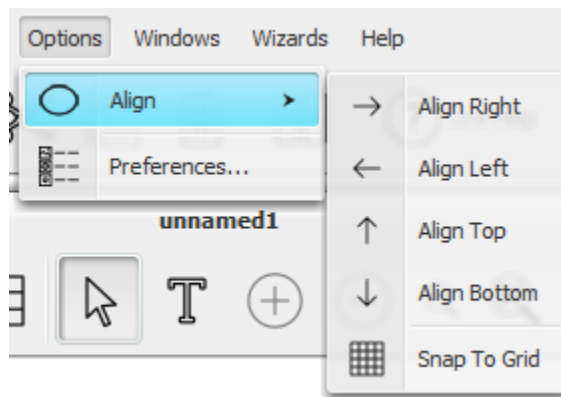 Options Windows Wizards Help
Align
Preferences...
Align Right
Align Left
Align Top
Align Bottom
Snap To Grid
unnamed1
T